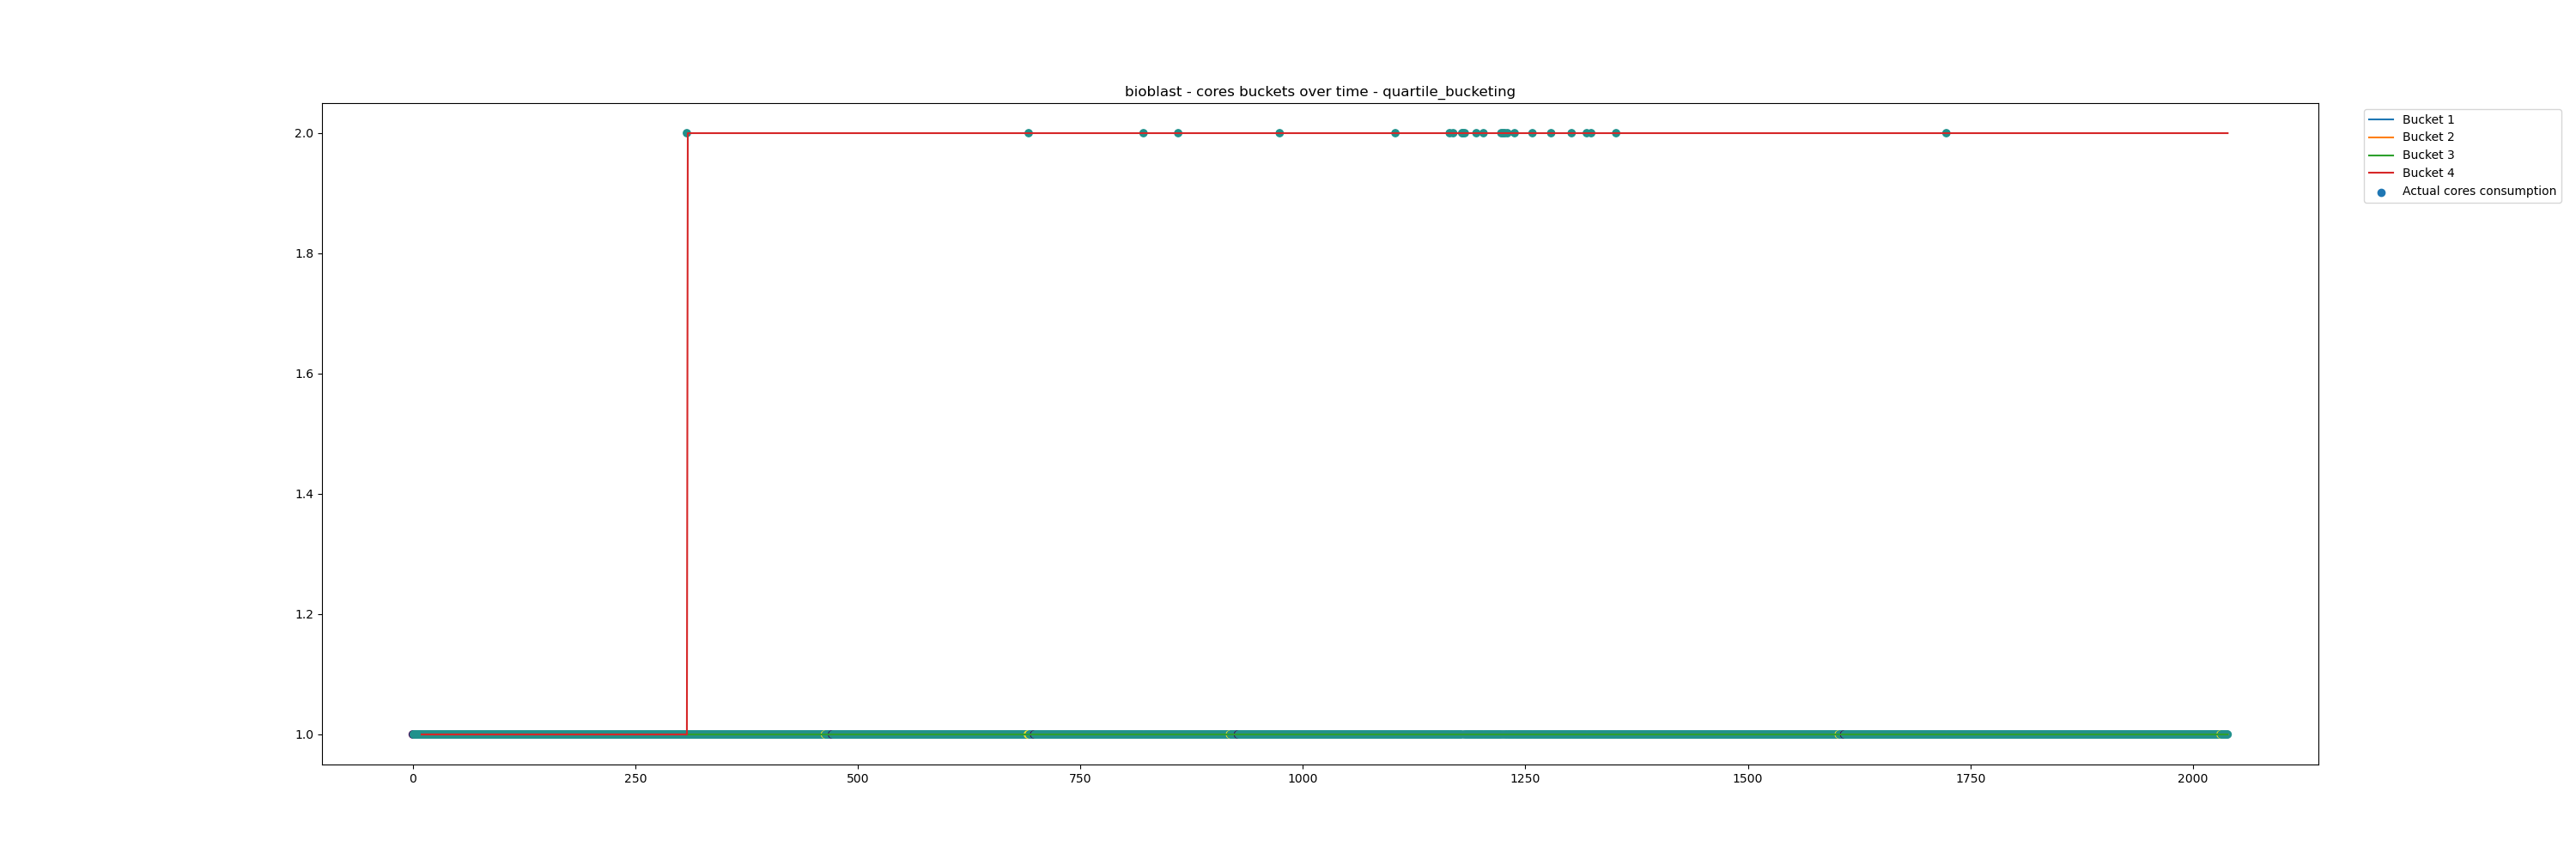 bioblast - cores buckets over time - quartile_bucketing
2.0
1.8
1.6
1.4
1.2
1.0
0 250 500 750 1000 1250 1500 1750 2000
Bucket 1
Bucket 2
Bucket 3
Bucket 4
Actual cores consumption